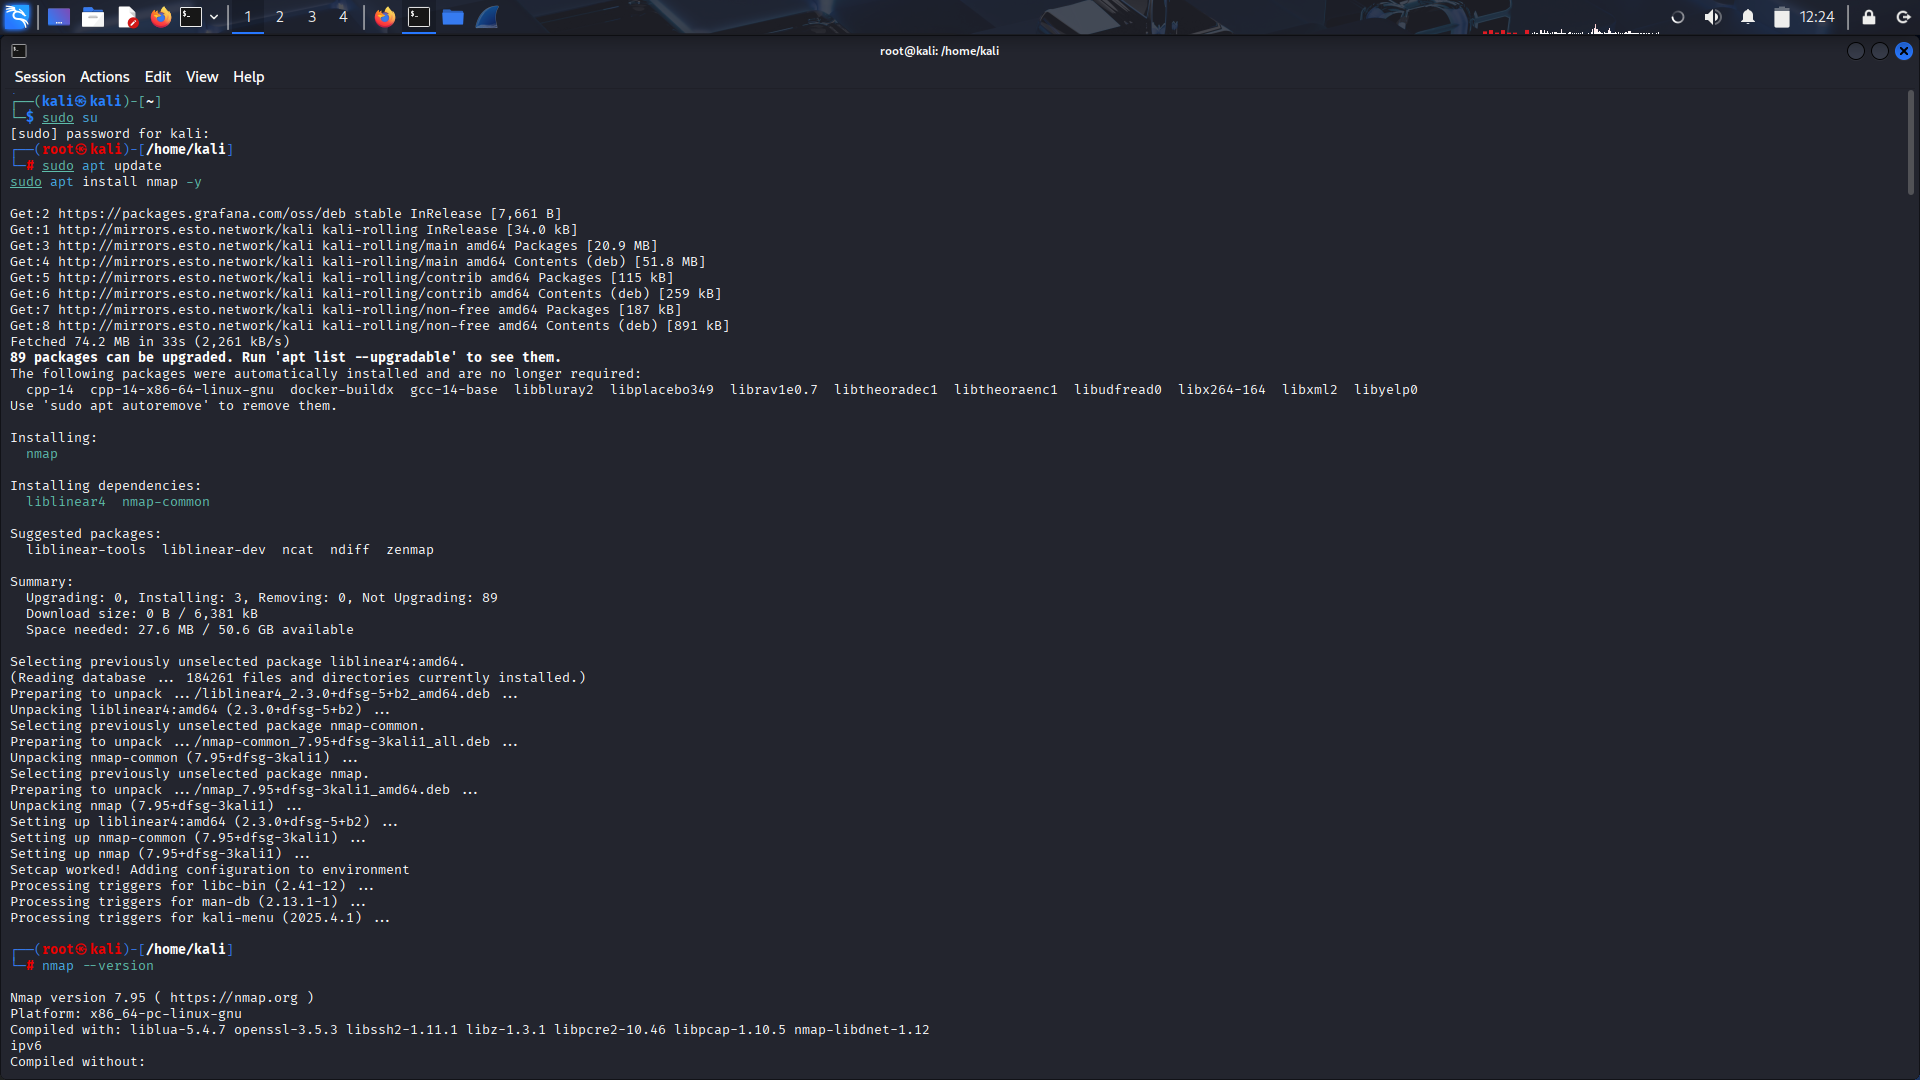 1 2 3 4 12:24
root@kali: /home/kali
Session Actions Edit View Help
┌──(kali㉿kali)-[~]
└─$ sudo su
[sudo] password for kali:
┌──(root㉿kali)-[/home/kali]
└─# sudo apt update
sudo apt install nmap -y
Get:2 https://packages.grafana.com/oss/deb stable InRelease [7,661 B]
Get:1 http://mirrors.esto.network/kali kali-rolling InRelease [34.0 kB]
Get:3 http://mirrors.esto.network/kali kali-rolling/main amd64 Packages [20.9 MB]
Get:4 http://mirrors.esto.network/kali kali-rolling/main amd64 Contents (deb) [51.8 MB]
Get:5 http://mirrors.esto.network/kali kali-rolling/contrib amd64 Packages [115 kB]
Get:6 http://mirrors.esto.network/kali kali-rolling/contrib amd64 Contents (deb) [259 kB]
Get:7 http://mirrors.esto.network/kali kali-rolling/non-free amd64 Packages [187 kB]
Get:8 http://mirrors.esto.network/kali kali-rolling/non-free amd64 Contents (deb) [891 kB]
Fetched 74.2 MB in 33s (2,261 kB/s)
89 packages can be upgraded. Run 'apt list --upgradable' to see them.
The following packages were automatically installed and are no longer required:
cpp-14 cpp-14-x86-64-linux-gnu docker-buildx gcc-14-base libbluray2 libplacebo349 librav1e0.7 libtheoradec1 libtheoraenc1 libudfread0 libx264-164 libxml2 libyelp0
Use 'sudo apt autoremove' to remove them.
Installing:
nmap
Installing dependencies:
liblinear4 nmap-common
Suggested packages:
liblinear-tools liblinear-dev ncat ndiff zenmap
Summary:
Upgrading: 0, Installing: 3, Removing: 0, Not Upgrading: 89
Download size: 0 B / 6,381 kB
Space needed: 27.6 MB / 50.6 GB available
Selecting previously unselected package liblinear4:amd64.
(Reading database ... 184261 files and directories currently installed.)
Preparing to unpack .../liblinear4_2.3.0+dfsg-5+b2_amd64.deb ...
Unpacking liblinear4:amd64 (2.3.0+dfsg-5+b2) ...
Selecting previously unselected package nmap-common.
Preparing to unpack .../nmap-common_7.95+dfsg-3kali1_all.deb ...
Unpacking nmap-common (7.95+dfsg-3kali1) ...
Selecting previously unselected package nmap.
Preparing to unpack .../nmap_7.95+dfsg-3kali1_amd64.deb ...
Unpacking nmap (7.95+dfsg-3kali1) ...
Setting up liblinear4:amd64 (2.3.0+dfsg-5+b2) ...
Setting up nmap-common (7.95+dfsg-3kali1) ...
Setting up nmap (7.95+dfsg-3kali1) ...
Setcap worked! Adding configuration to environment
Processing triggers for libc-bin (2.41-12) ...
Processing triggers for man-db (2.13.1-1) ...
Processing triggers for kali-menu (2025.4.1) ...
┌──(root㉿kali)-[/home/kali]
└─# nmap --version
Nmap version 7.95 ( https://nmap.org )
Platform: x86_64-pc-linux-gnu
Compiled with: liblua-5.4.7 openssl-3.5.3 libssh2-1.11.1 libz-1.3.1 libpcre2-10.46 libpcap-1.10.5 nmap-libdnet-1.12
ipv6
Compiled without: